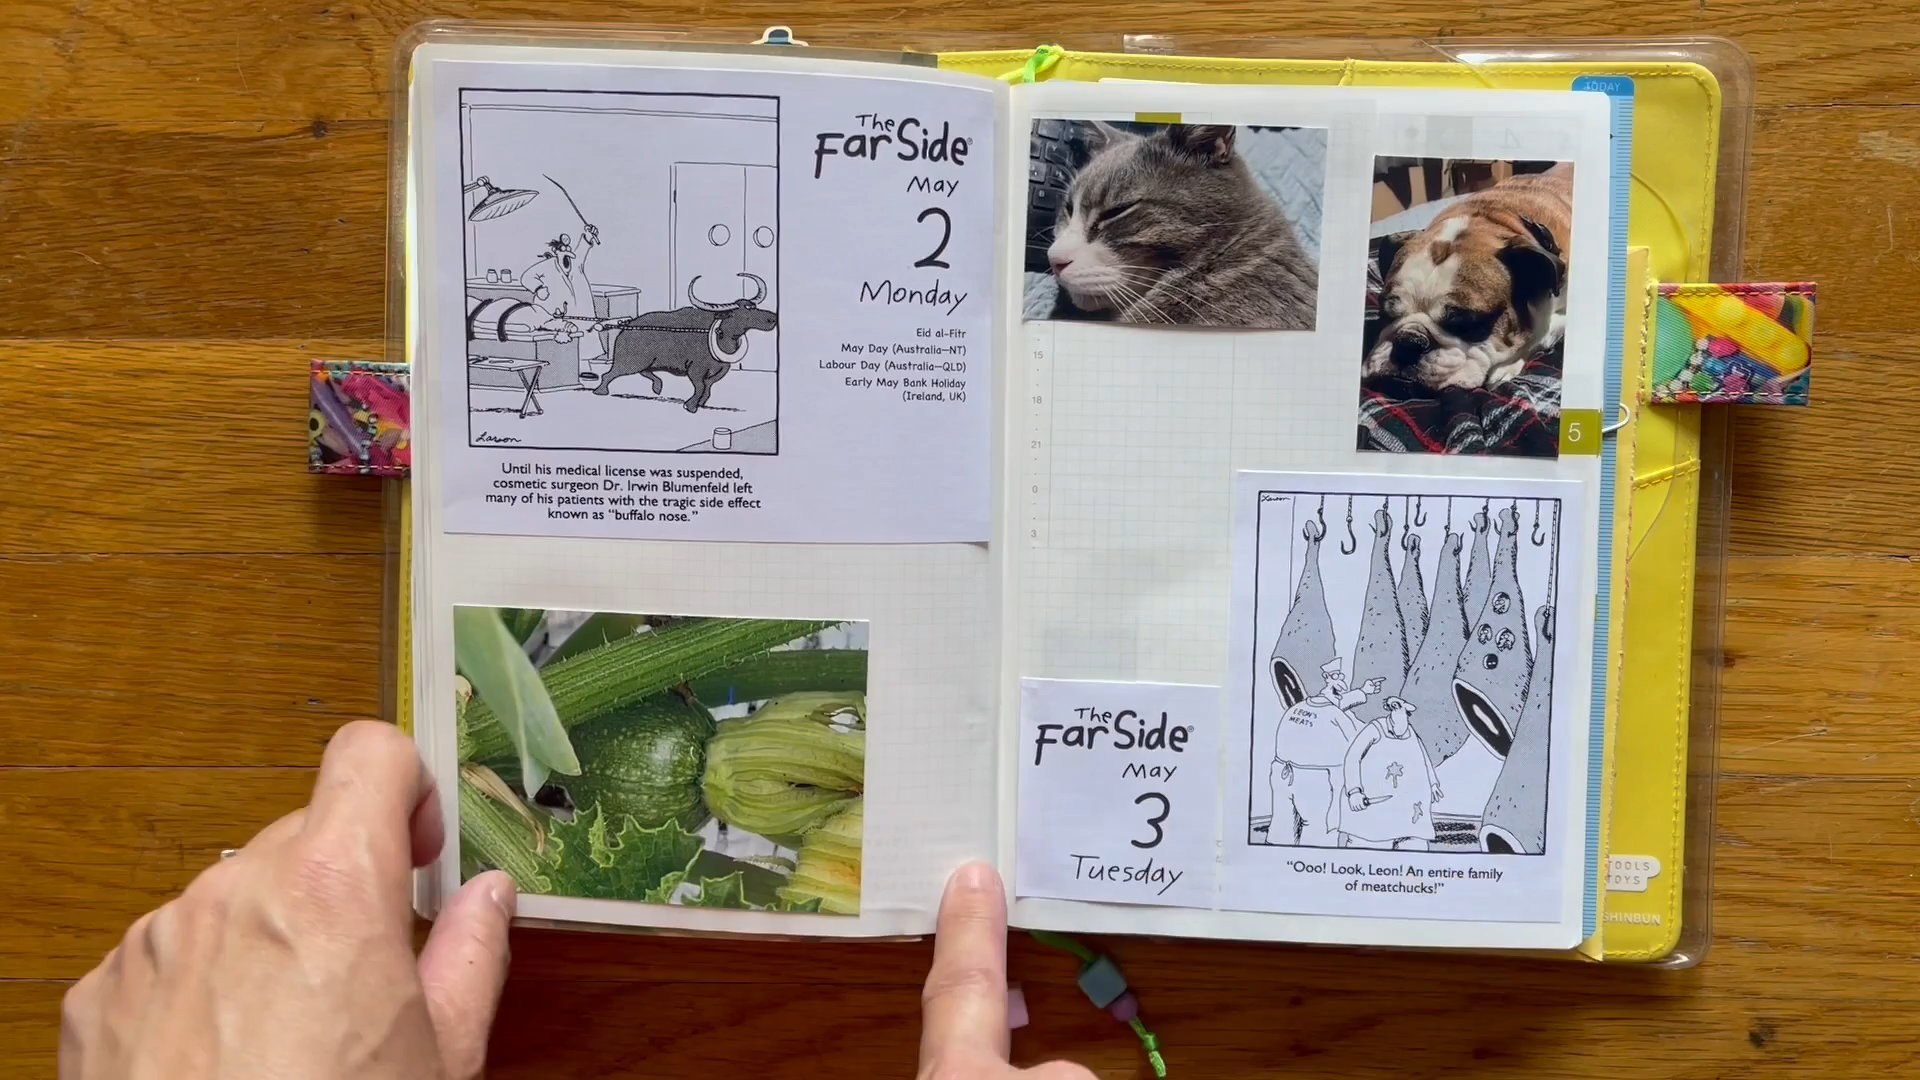 The
Far Side®
May
2
Monday
Eid al-Fitr
May Day (Australia—NT)
Labour Day (Australia—QLD)
Early May Bank Holiday
(Ireland, UK)
Larson
Until his medical license was suspended,
cosmetic surgeon Dr. Irwin Blumenfeld left
many of his patients with the tragic side effect
known as “buffalo nose.”
TODAY
4
15
18
21
0
3
5
Larson
LEON'S
MEATS
“Ooo! Look, Leon! An entire family
of meatchucks!”
The
Far Side®
May
3
Tuesday
TOOLS
TOYS
SHINBUN